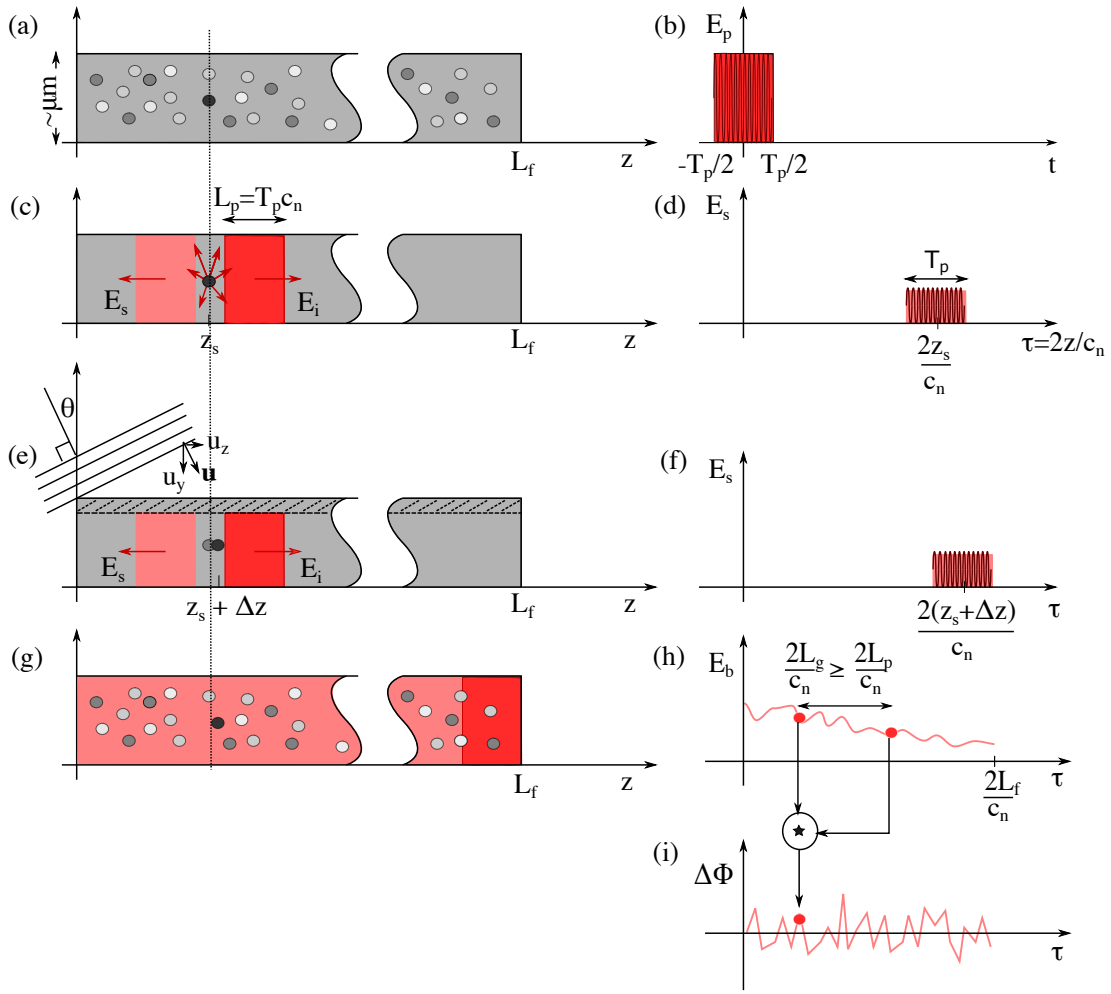 (a)
~μm
L_f
z
(b)
E_p
-T_p/2
T_p/2
t
(c)
L_p=T_pc_n
E_s
E_i
z_s
L_f
z
(d)
E_s
T_p
2z_s
c_n
τ=2z/c_n
(e)
θ
u_z
u_y
u
E_s
E_i
z_s + Δz
L_f
z
(f)
E_s
2(z_s+Δz)
c_n
τ
(g)
L_f
z
(h)
E_b
2L_g ≥ 2L_p
c_n c_n
2L_f
c_n
τ
(i)
ΔΦ
τ